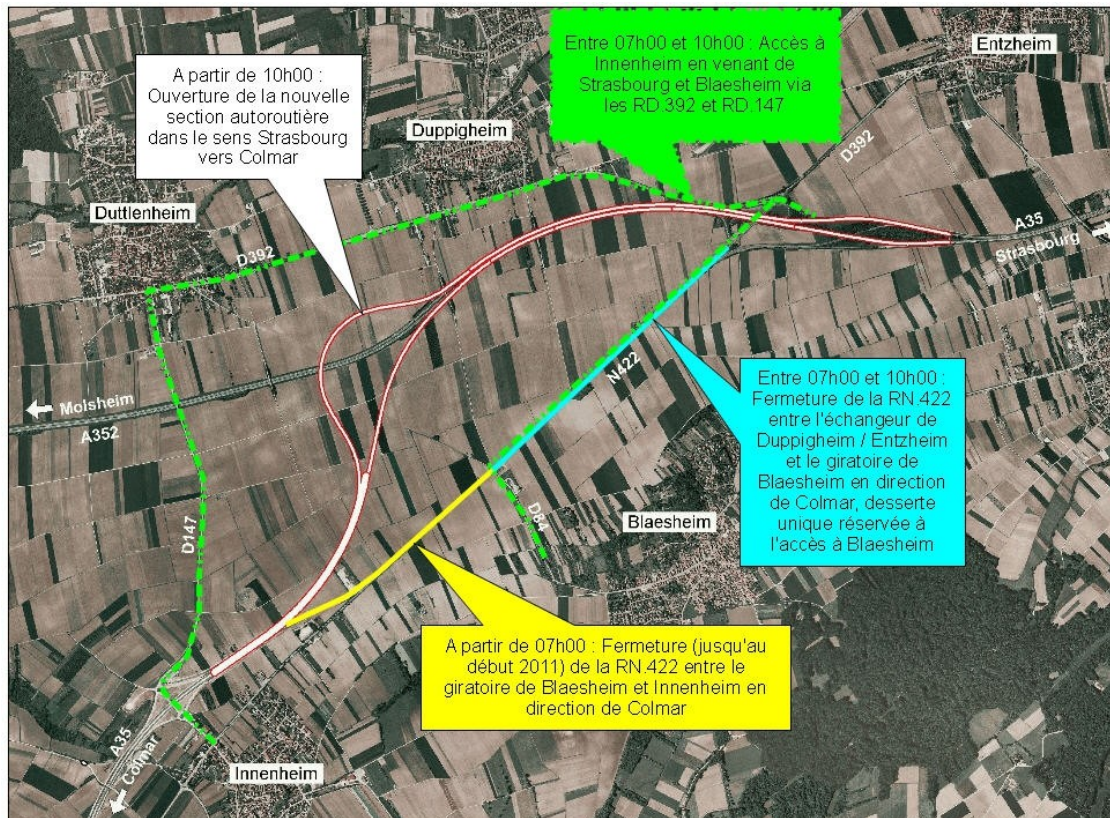 Entre 07h00 et 10h00 : Accès à
Innenheim en venant de
Strasbourg et Blaesheim via
les RD.392 et RD.147
Entzheim
A partir de 10h00 :
Ouverture de la nouvelle
section autoroutière
dans le sens Strasbourg
vers Colmar
Duppigheim
D392
Duttlenheim
A35
Strasbourg
D392
N422
Molsheim
A352
Entre 07h00 et 10h00 :
Fermeture de la RN.422
entre l'échangeur de
Duppigheim / Entzheim
et le giratoire de
Blaesheim en direction
de Colmar, desserte
unique réservée à
l'accès à Blaesheim
D147
D84
Blaesheim
A partir de 07h00 : Fermeture (jusqu'au
début 2011) de la RN.422 entre le
giratoire de Blaesheim et Innenheim en
direction de Colmar
A35
Colmar
Innenheim